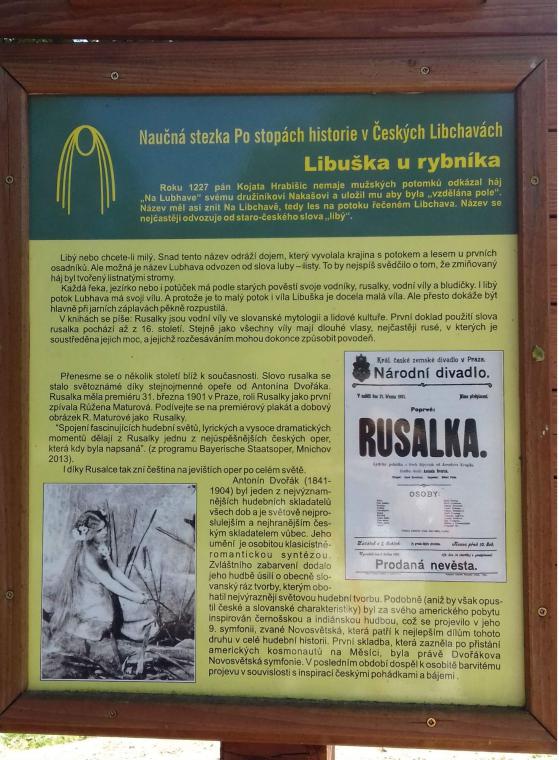 Naučná stezka Po stopách historie v Českých Libchavách
Libuška u rybníka
Roku 1227 pán Kojata Hrabišic nemaje mužských potomků odkázal háj
„Na Lubhave“ svému družiníkovi Nakašovi a uložil mu aby byla „vzdělána pole“.
Název měl asi znít Na Libchavě, tedy les na potoku řečeném Libchava. Název se
nejčastěji odvozuje od staro-českého slova „libý“.
Libý nebo chcete-li milý. Snad tento název odráží dojem, který vyvolala krajina s potokem a lesem u prvních
osadníků. Ale možná je název Lubhava odvozen od slova luby –listy. To by nejspíš svědčilo o tom, že zmiňovaný
háj byl tvořený listnatými stromy.
Každá řeka, jezírko nebo i potůček má podle starých pověstí svoje vodníky, rusalky, vodní víly a bludičky. I libý
potok Lubhava má svoji vílu. A protože je to malý potok i víla Libuška je docela malá víla. Ale přesto dokáže být
hlavně při jarních záplavách pěkně rozpustilá.
V knihách se píše: Rusalky jsou vodní víly ve slovanské mytologii a lidové kultuře. První doklad použití slova
rusalka pochází až z 16. století. Stejně jako všechny víly mají dlouhé vlasy, nejčastěji rusé, v kterých je
soustředěna jejich moc, a jejichž rozčesáváním mohou dokonce způsobit povodeň.
Přenesme se o několik století blíž k současnosti. Slovo rusalka se
stalo světoznámé díky stejnojmenné opeře od Antonína Dvořáka.
Rusalka měla premiéru 31. března 1901 v Praze, roli Rusalky jako první
zpívala Růžena Maturová. Podívejte se na premiérový plakát a dobový
obrázek R. Maturové jako Rusalky.
"Spojení fascinujících hudební světů, lyrických a vysoce dramatických
momentů dělají z Rusalky jednu z nejúspěšnějších českých oper,
která kdy byla napsaná". (z programu Bayerische Staatsoper, Mnichov
2013).
I díky Rusalce tak zní čeština na jevištích oper po celém světě.
Antonín Dvořák (1841-
1904) byl jeden z nejvýznam-
nějších hudebních skladatelů
všech dob a je světově nejpro-
slulejším a nejhranějším čes-
kým skladatelem vůbec. Jeho
umění je osobitou klasicistně-
romantickou syntézou.
Zvláštního zabarvení dodalo
jeho hudbě úsilí o obecně slo-
vanský ráz tvorby, kterým obo-
hatil nejvýrazněji světovou hudební tvorbu. Podobně (aniž by však opus-
til české a slovanské charakteristiky) byl za svého amerického pobytu
inspirován černošskou a indiánskou hudbou, což se projevilo v jeho
9. symfonii, zvané Novosvětská, která patří k nejlepším dílům tohoto
druhu v celé hudební historii. První skladba, která zazněla po přistání
amerických kosmonautů na Měsíci, byla právě Dvořákova
Novosvětská symfonie. V posledním období dospěl k osobitě barvitému
projevu v souvislosti s inspirací českými pohádkami a bájemi .
Král. české zemské divadlo v Praze.
Národní divadlo.
Poprvé:
RUSALKA.
OSOBY:
Prodaná nevěsta.